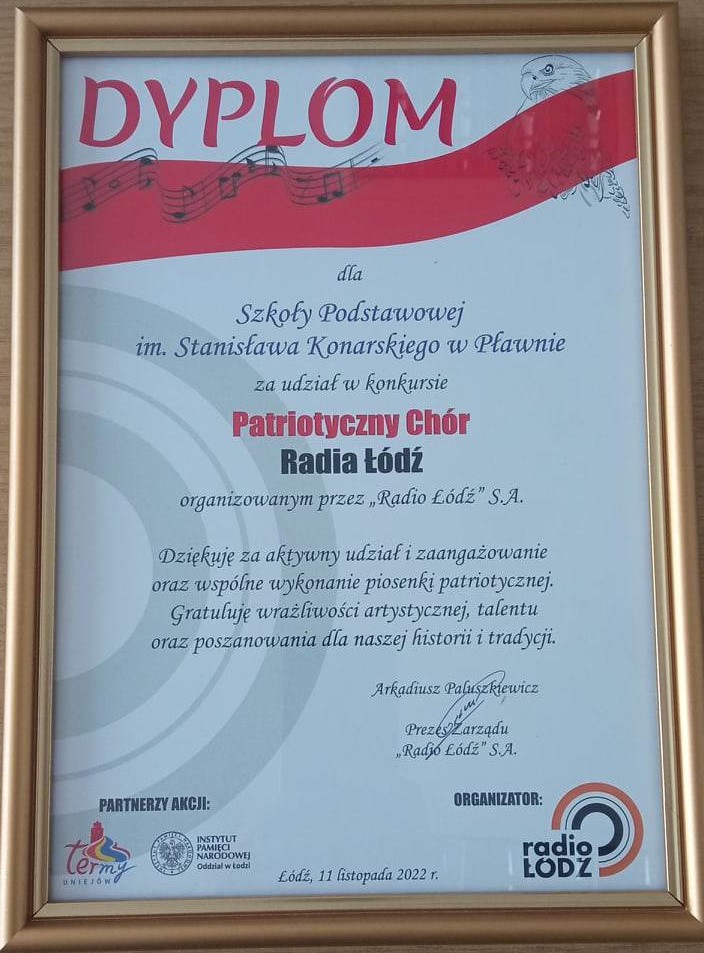 DYPLOM
dla
Szkoły Podstawowej
im. Stanisława Konarskiego w Pławnie
za udział w konkursie
Patriotyczny Chór
Radia Łódź
organizowanym przez „Radio Łódź” S.A.
Dziękuję za aktywny udział i zaangażowanie
oraz wspólne wykonanie piosenki patriotycznej.
Gratuluję wrażliwości artystycznej, talentu
oraz poszanowania dla naszej historii i tradycji.
Arkadiusz Paluszkiewicz
Prezes Zarządu
„Radio Łódź” S.A.
PARTNERZY AKCJI:
ORGANIZATOR:
termy
UNIEJÓW
INSTYTUT
PAMIĘCI
NARODOWEJ
Oddział w Łodzi
radio
ŁÓDŹ
Łódź, 11 listopada 2022 r.